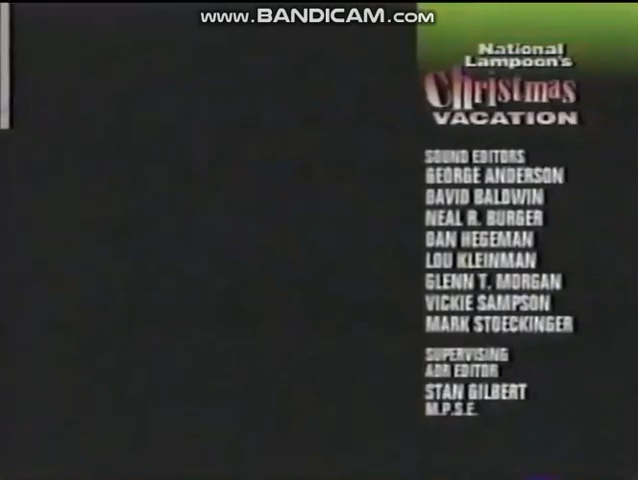 www.BANDICAM.com
National
Lampoon's
Christmas
VACATION
SOUND EDITORS
GEORGE ANDERSON
DAVID BALDWIN
NEAL R. BURGER
DAN HEGEMAN
LOU KLEINMAN
GLENN T. MORGAN
VICKIE SAMPSON
MARK STOECKINGER
SUPERVISING
ADR EDITOR
STAN GILBERT
M.P.S.E.